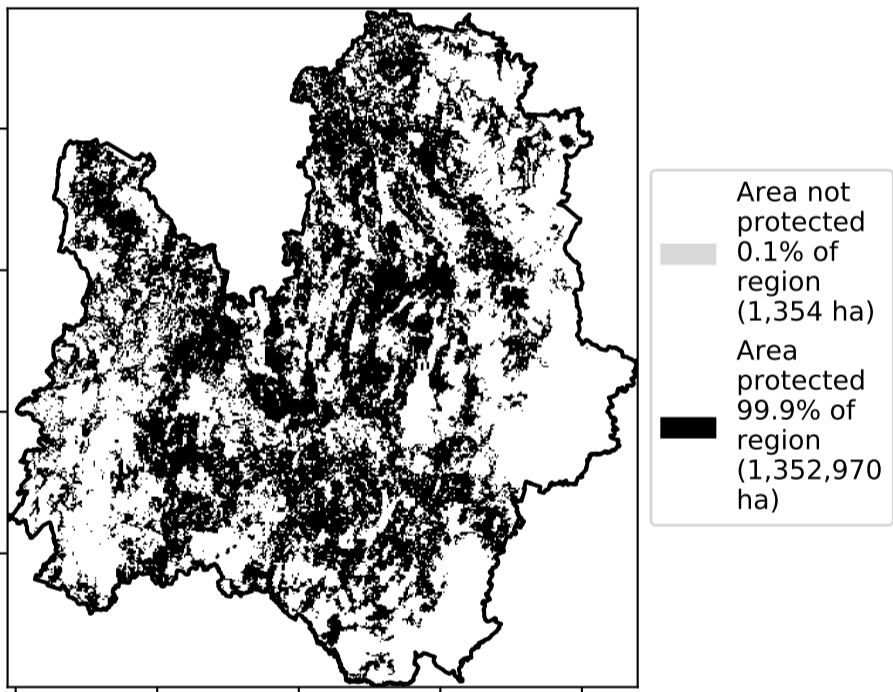 Area not
protected
0.1% of
region
(1,354 ha)
Area
protected
99.9% of
region
(1,352,970
ha)